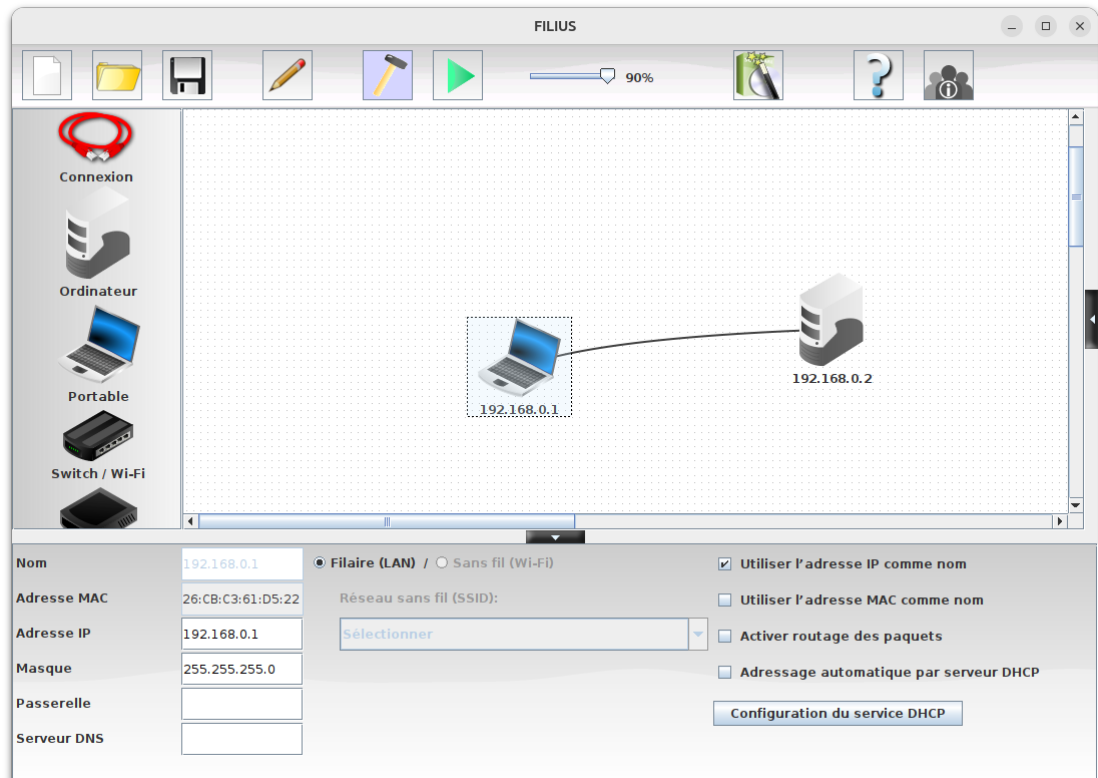 FILIUS
90%
Connexion
Ordinateur
Portable
Switch / Wi-Fi
192.168.0.1
192.168.0.2
Nom
192.168.0.1
Filaire (LAN) / Sans fil (Wi-Fi)
Utiliser l'adresse IP comme nom
Adresse MAC
26:CB:C3:61:D5:22
Réseau sans fil (SSID):
Utiliser l'adresse MAC comme nom
Adresse IP
192.168.0.1
Sélectionner
Activer routage des paquets
Masque
255.255.255.0
Adressage automatique par serveur DHCP
Passerelle
Configuration du service DHCP
Serveur DNS